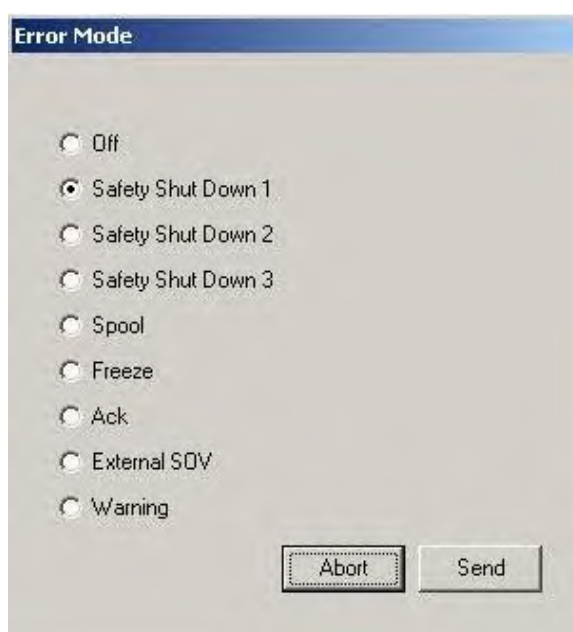 Error Mode
Off
Safety Shut Down 1
Safety Shut Down 2
Safety Shut Down 3
Spool
Freeze
Ack
External SOV
Warning
Abort Send